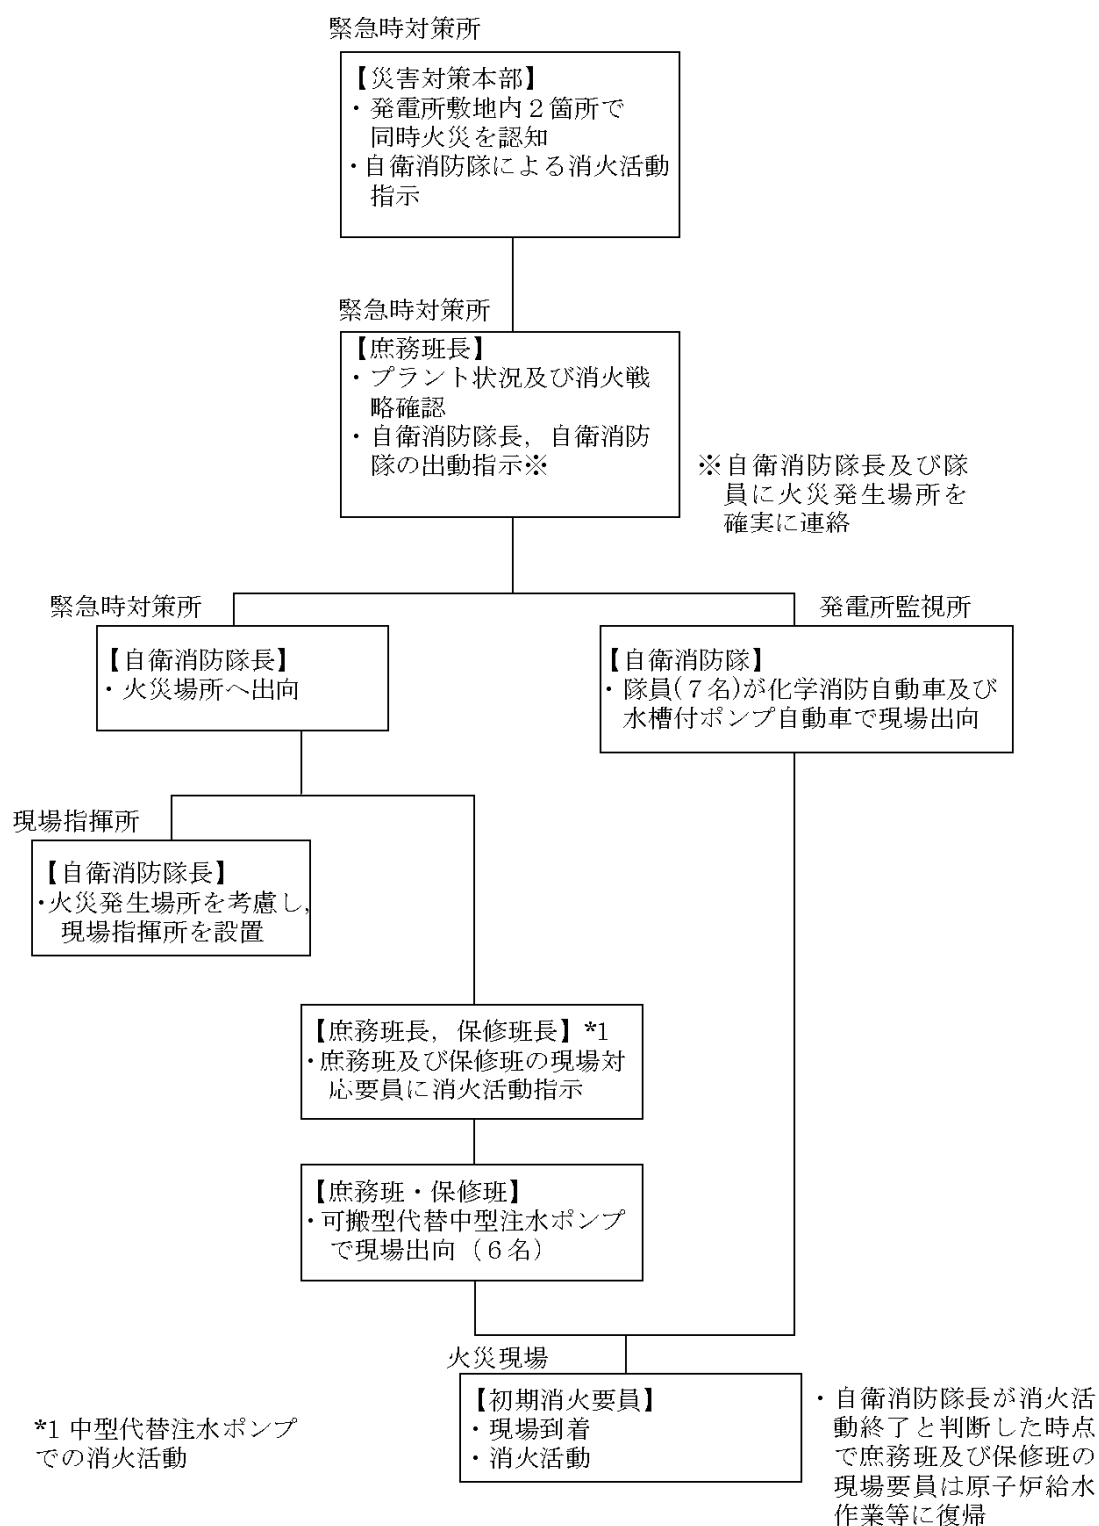 緊急時対策所
【災害対策本部】
・発電所敷地内２箇所で
同時火災を認知
・自衛消防隊による消火活動
指示
緊急時対策所
【庶務班長】
・プラント状況及び消火戦
略確認
・自衛消防隊長，自衛消防
隊の出動指示※
※自衛消防隊長及び隊
員に火災発生場所を
確実に連絡
緊急時対策所
【自衛消防隊長】
・火災場所へ出向
発電所監視所
【自衛消防隊】
・隊員(７名)が化学消防自動車及び
水槽付ポンプ自動車で現場出向
現場指揮所
【自衛消防隊長】
・火災発生場所を考慮し，
現場指揮所を設置
【庶務班長，保修班長】*1
・庶務班及び保修班の現場対
応要員に消火活動指示
【庶務班・保修班】
・可搬型代替中型注水ポンプ
で現場出向（６名）
火災現場
【初期消火要員】
・現場到着
・消火活動
・自衛消防隊長が消火活
動終了と判断した時点
で庶務班及び保修班の
現場要員は原子炉給水
作業等に復帰
*1 中型代替注水ポンプ
での消火活動